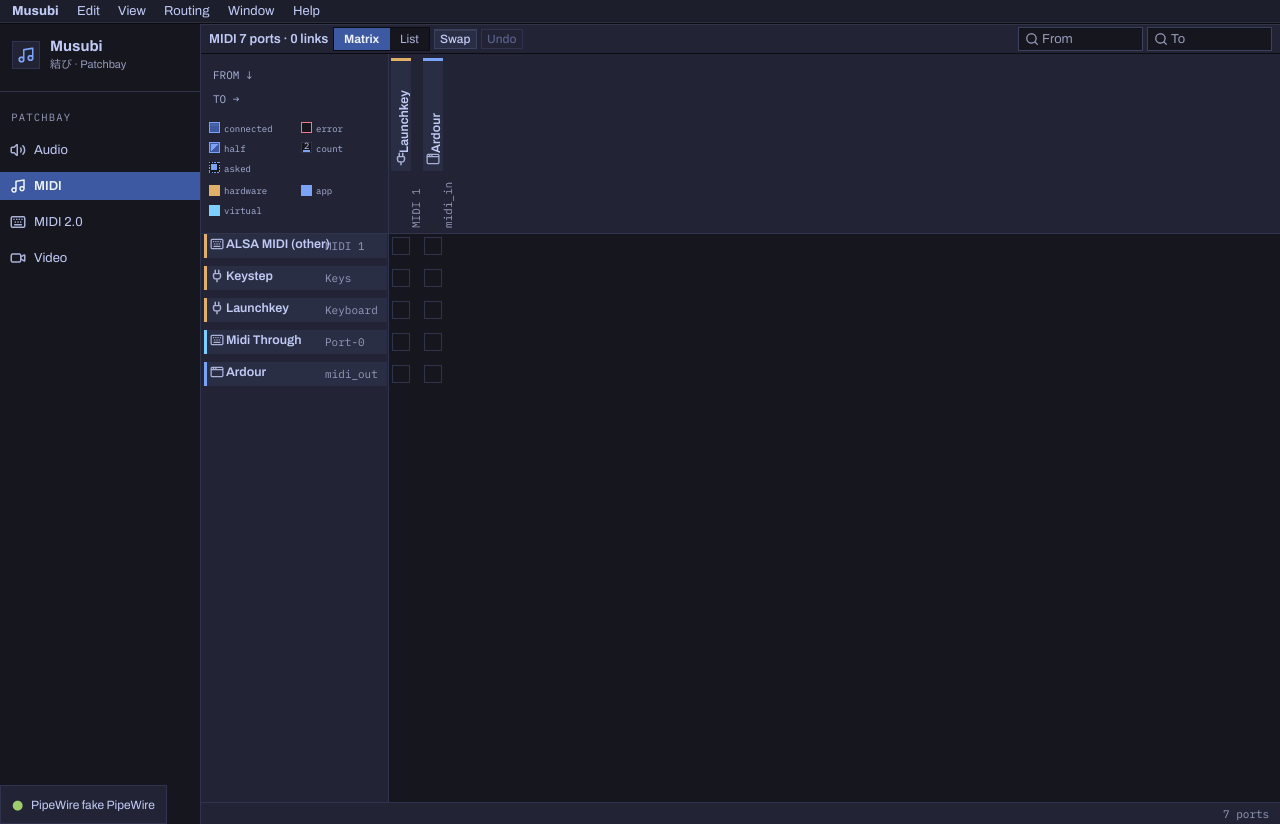 Musubi Edit View Routing Window Help
Musubi
結び · Patchbay
PATCHBAY
Audio
MIDI
MIDI 2.0
Video
PipeWire fake PipeWire
MIDI 7 ports · 0 links Matrix List Swap Undo From To
FROM ↓
TO →
connected error
half 2 count
asked
hardware app
virtual
Launchkey
MIDI 1
Ardour
midi_in
ALSA MIDI (other) MIDI 1
Keystep Keys
Launchkey Keyboard
Midi Through Port-0
Ardour midi_out
7 ports